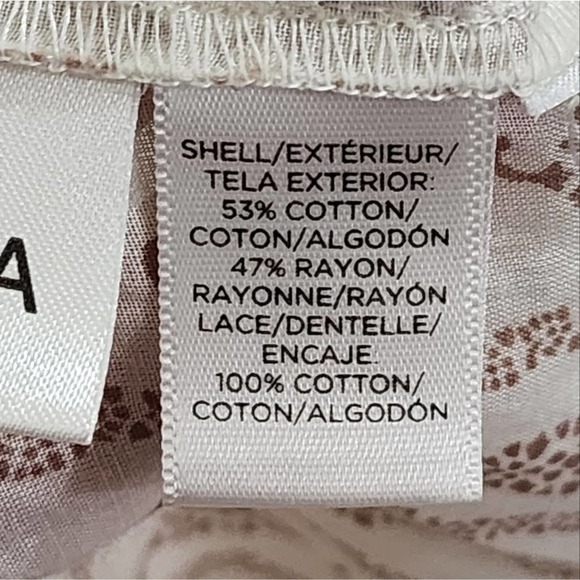 SHELL/EXTÉRIEUR/
TELA EXTERIOR:
53% COTTON/
COTON/ALGODÓN
47% RAYON/
RAYONNE/RAYÓN
LACE/DENTELLE/
ENCAJE:
100% COTTON/
COTON/ALGODÓN
A